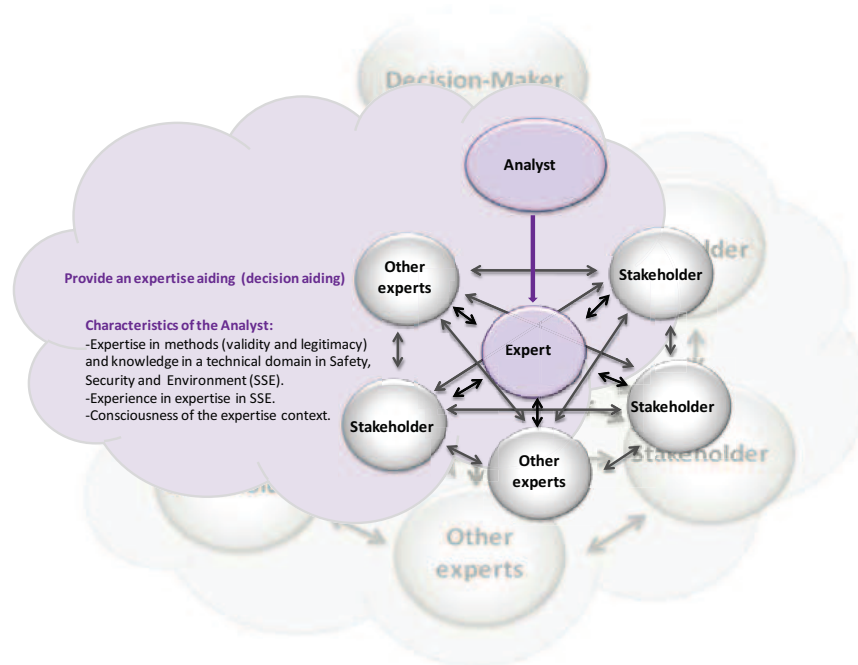 Decision-Maker
Analyst
Other
experts
Stakeholder
Provide an expertise aiding (decision aiding)
Characteristics of the Analyst:
-Expertise in methods (validity and legitimacy)
and knowledge in a technical domain in Safety,
Security and Environment (SSE).
-Experience in expertise in SSE.
-Consciousness of the expertise context.
Expert
Stakeholder
Stakeholder
Other
experts
Stakeholder
Other
experts